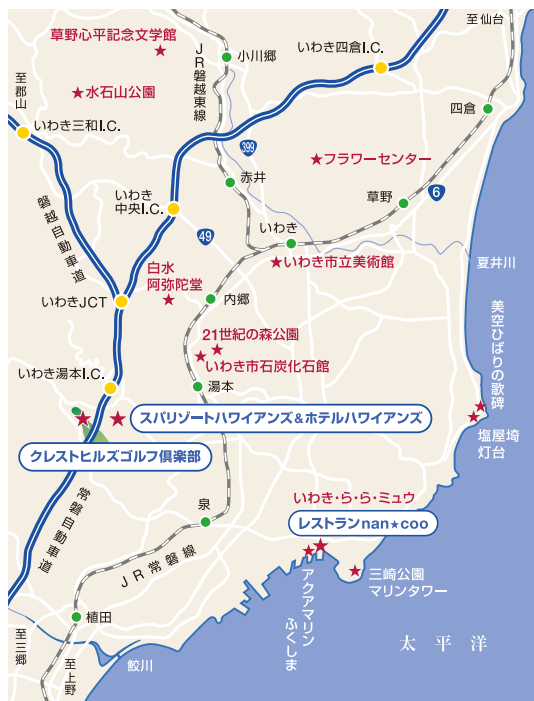 至仙台
草野心平記念文学館
小川郷
いわき四倉I.C.
JR磐越東線
至郡山
水石山公園
四倉
いわき三和I.C.
399
フラワーセンター
赤井
いわき
中央I.C.
草野
6
49
いわき
磐越自動車道
白水
阿弥陀堂
いわき市立美術館
夏井川
いわきJCT
内郷
美空ひばりの歌碑
21世紀の森公園
いわき市石炭化石館
いわき湯本I.C.
湯本
スパリゾートハワイアンズ&ホテルハワイアンズ
塩屋埼
灯台
クレストヒルズゴルフ倶楽部
いわき・ら・ら・ミュウ
泉
レストランnan★coo
常磐自動車道
JR常磐線
三崎公園
マリンタワー
アクアマリン
ふくしま
植田
太平洋
至三郷
至上野
鮫川